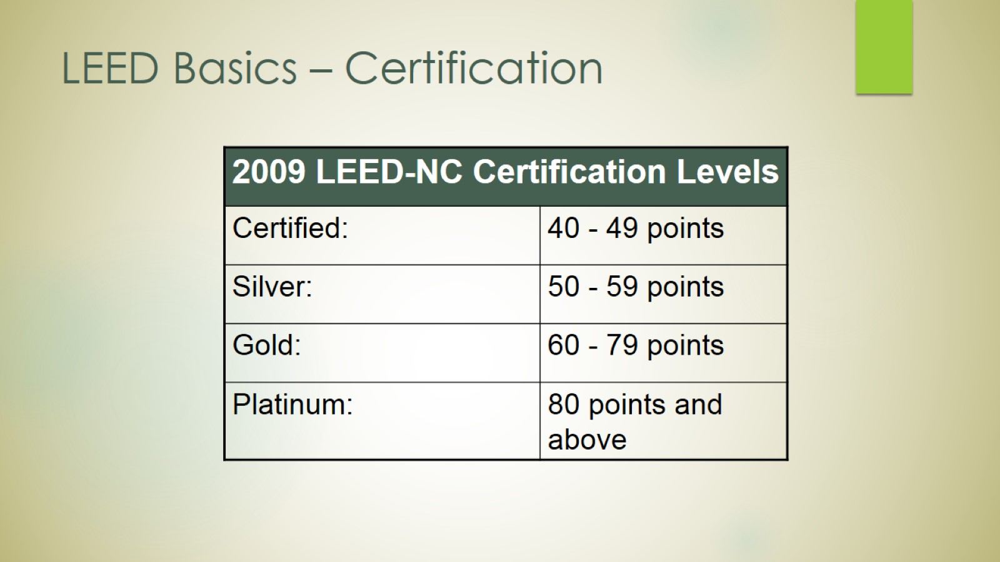 LEED Basics – Certification
2009 LEED-NC Certification Levels
Certified: 40 - 49 points
Silver: 50 - 59 points
Gold: 60 - 79 points
Platinum: 80 points and
above